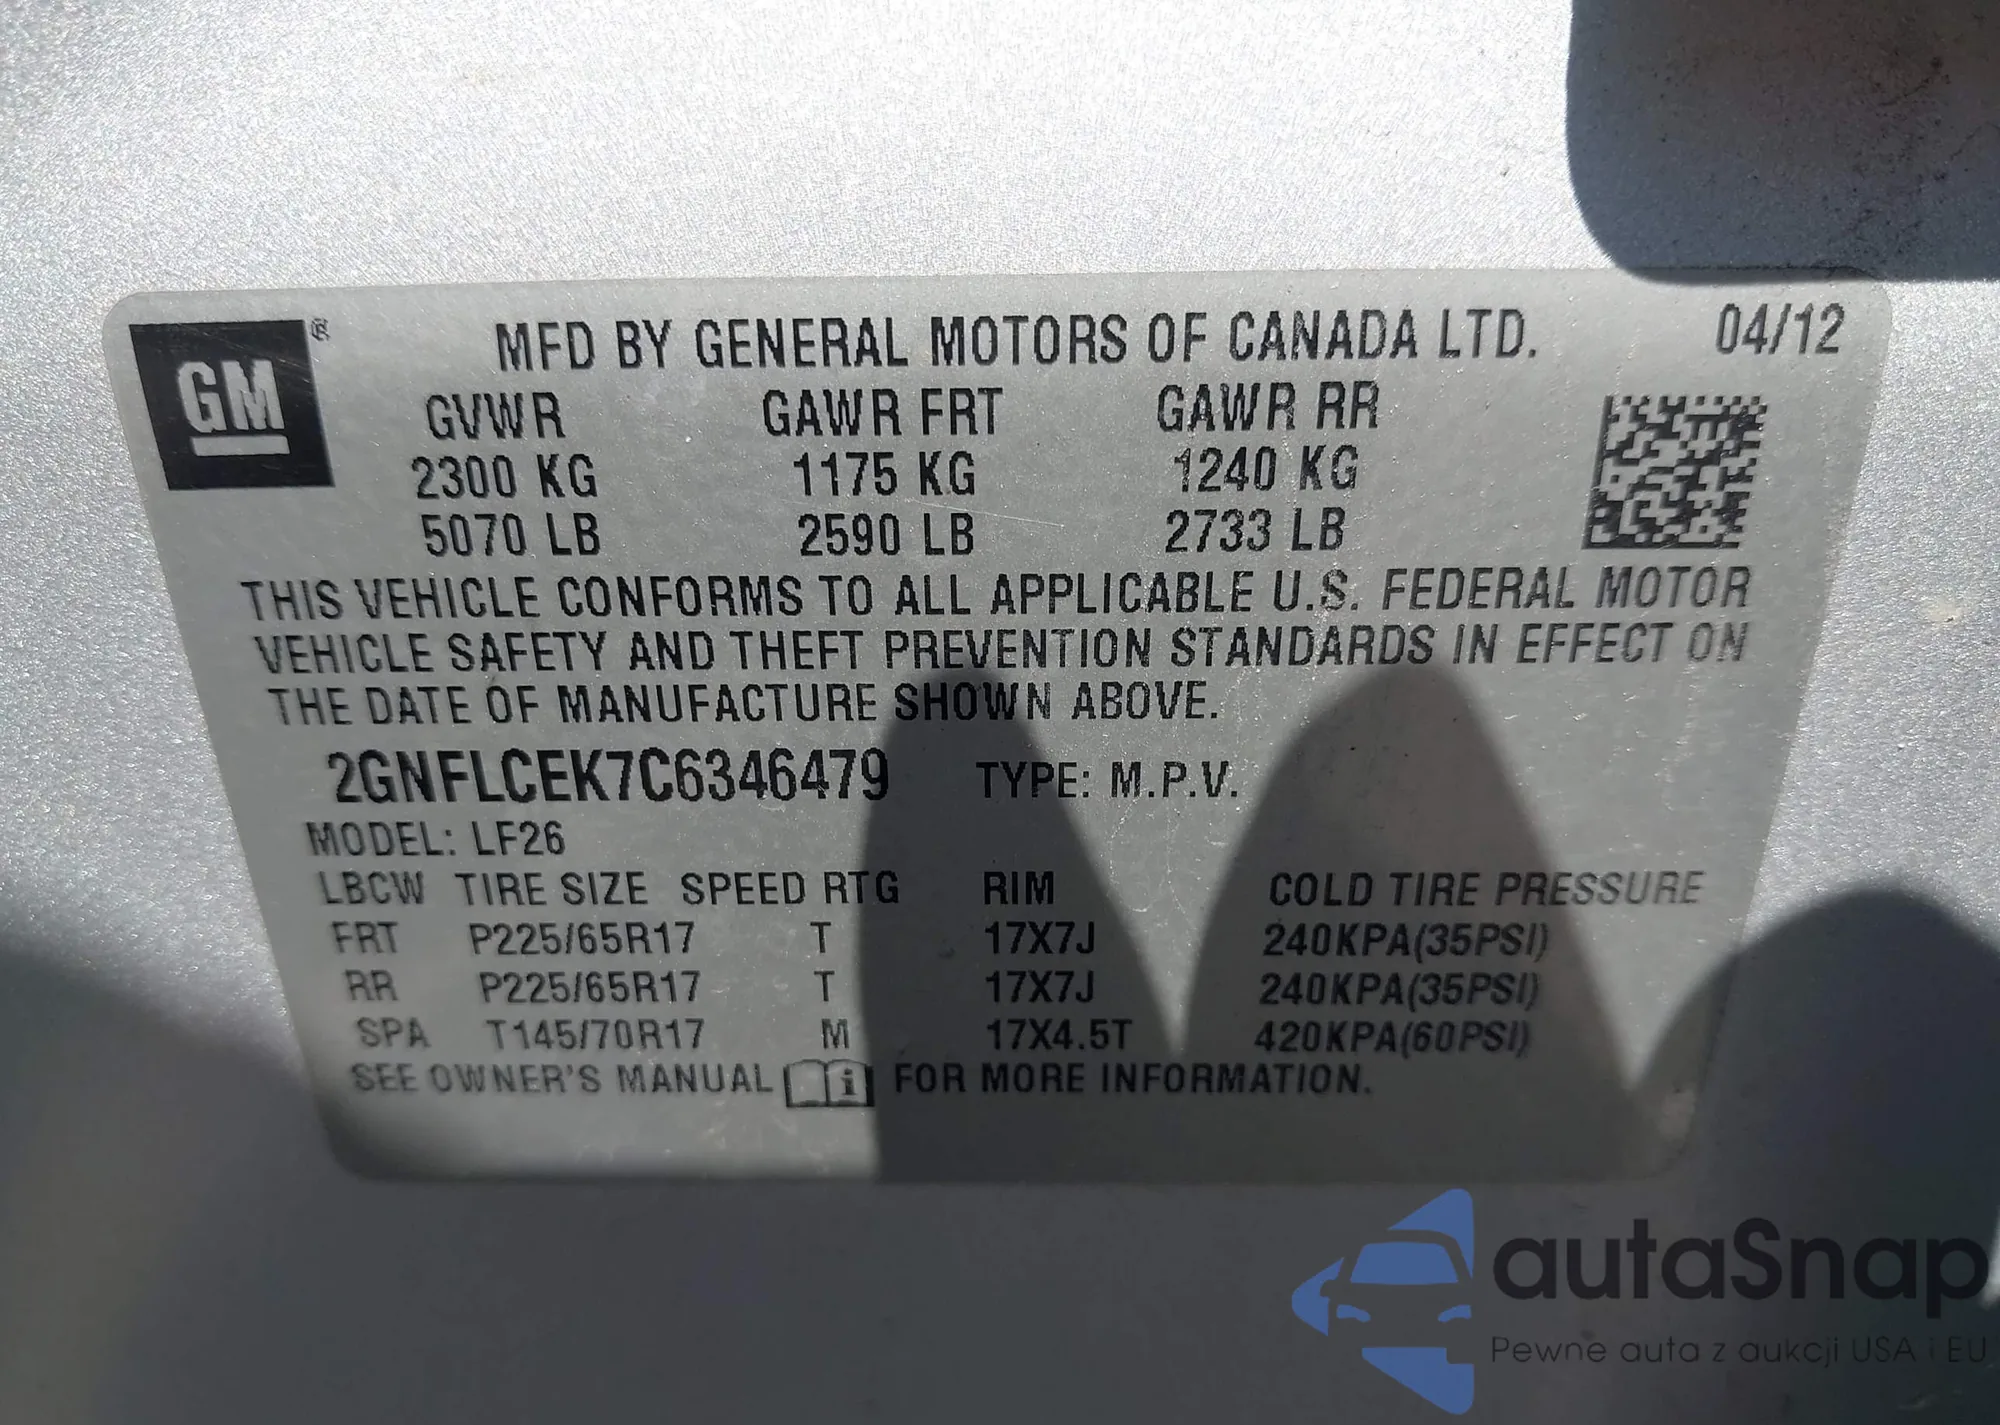 GM®
MFD BY GENERAL MOTORS OF CANADA LTD. 04/12
GVWR GAWR FRT GAWR RR
2300 KG 1175 KG 1240 KG
5070 LB 2590 LB 2733 LB
THIS VEHICLE CONFORMS TO ALL APPLICABLE U.S. FEDERAL MOTOR
VEHICLE SAFETY AND THEFT PREVENTION STANDARDS IN EFFECT ON
THE DATE OF MANUFACTURE SHOWN ABOVE.
2GNFLCEK7C6346479 TYPE: M.P.V.
MODEL: LF26
LBCW TIRE SIZE SPEED RTG RIM COLD TIRE PRESSURE
FRT P225/65R17 T 17X7J 240KPA(35PSI)
RR P225/65R17 T 17X7J 240KPA(35PSI)
SPA T145/70R17 M 17X4.5T 420KPA(60PSI)
SEE OWNER'S MANUAL i FOR MORE INFORMATION.
autaSnap
Pewne auta z aukcji USA i EU